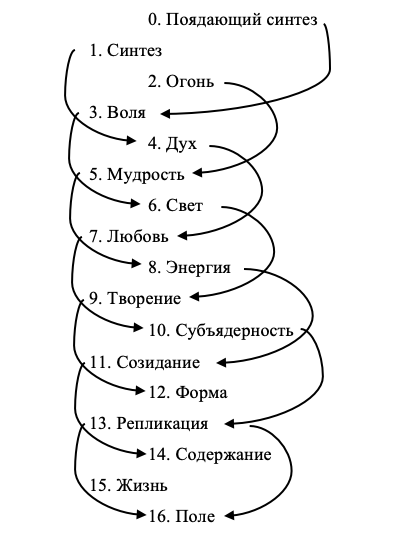 0. Поядающий синтез
1. Синтез
2. Огонь
3. Воля
4. Дух
5. Мудрость
6. Свет
7. Любовь
8. Энергия
9. Творение
10. Субъядерность
11. Созидание
12. Форма
13. Репликация
14. Содержание
15. Жизнь
16. Поле